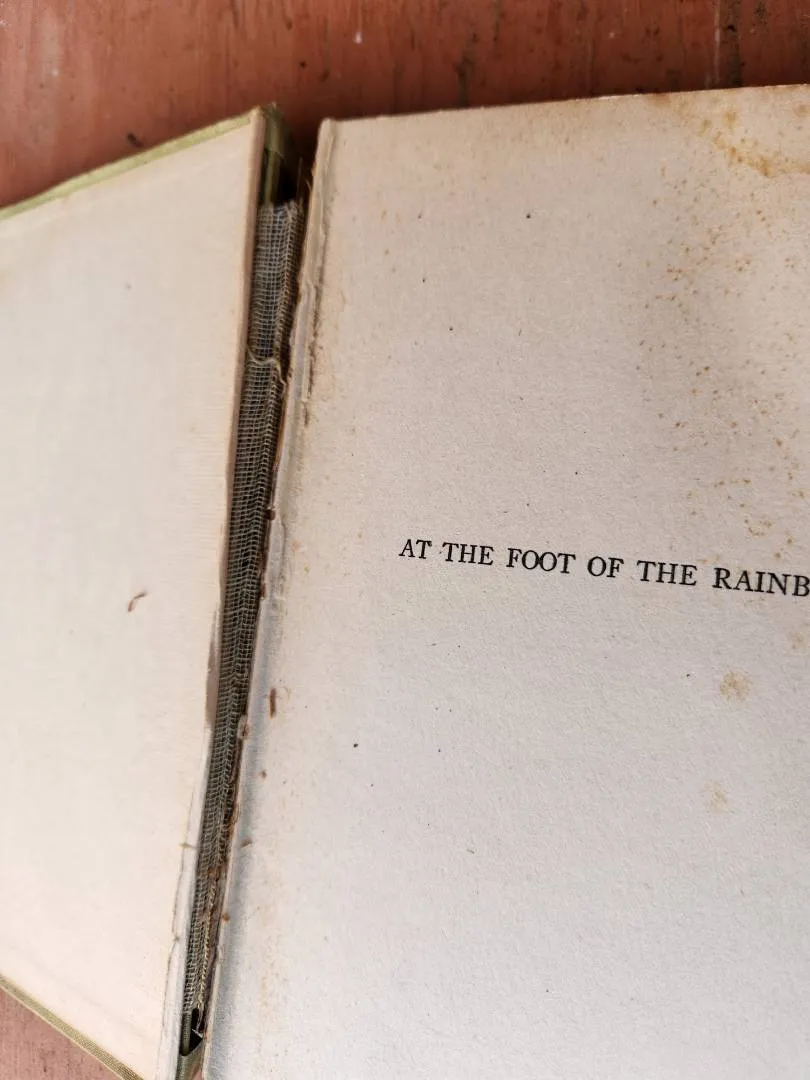 AT THE FOOT OF THE RAINB